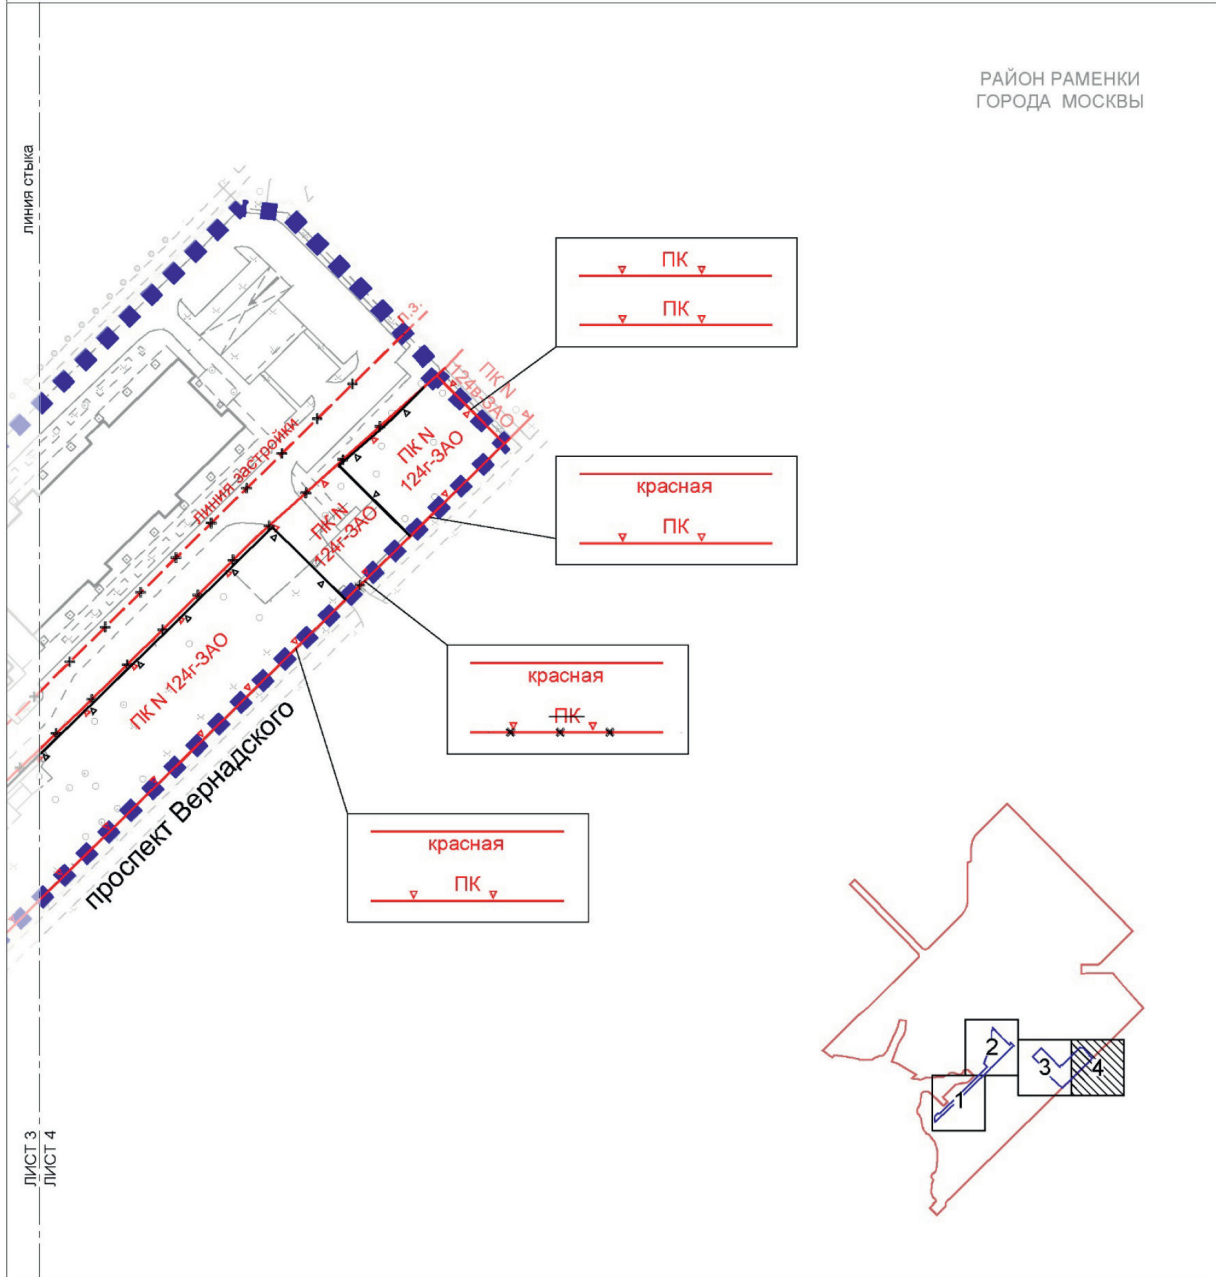 РАЙОН РАМЕНКИ
ГОРОДА МОСКВЫ
линия стыка
ПК
ПК
л.з.
ПК N
124в-ЗАО
линия застройки
ПК N
124г-ЗАО
красная
ПК
ПК N
124г-ЗАО
красная
ПК
ПК N 124г-ЗАО
проспект Вернадского
красная
ПК
2
3
4
1
ЛИСТ 3
ЛИСТ 4